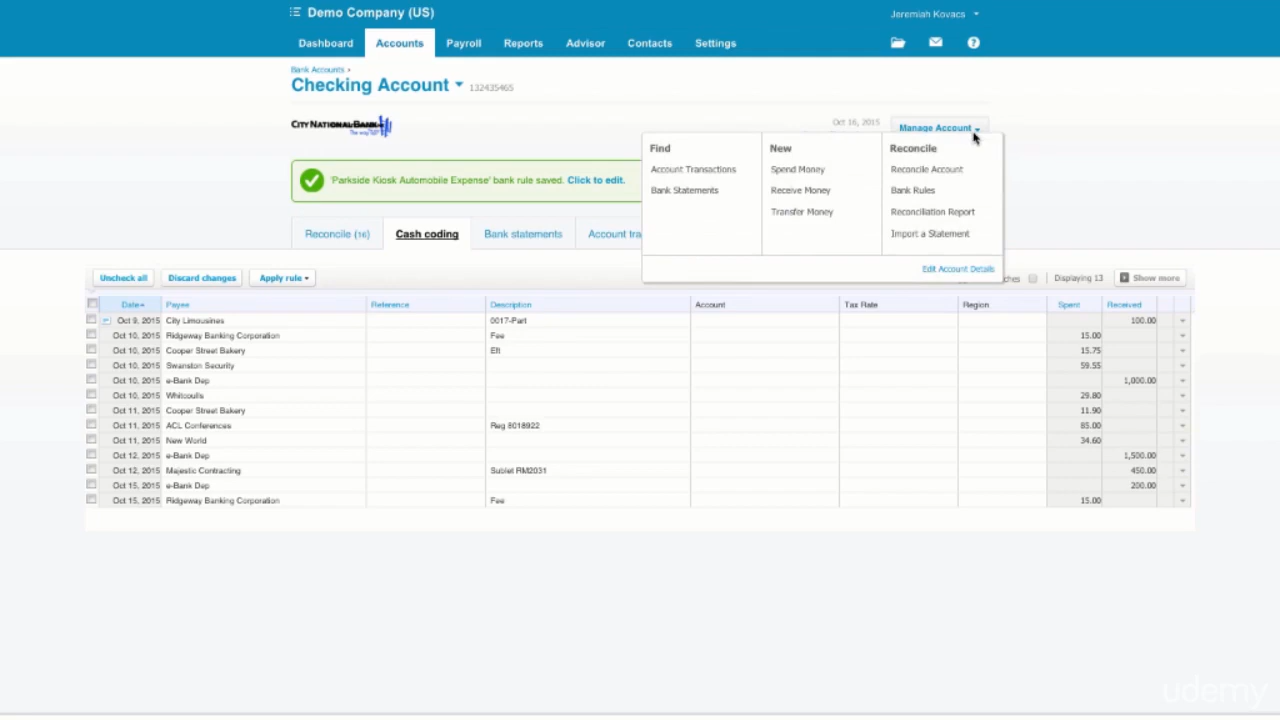 Demo Company (US)
Jeremiah Kovacs
Dashboard Accounts Payroll Reports Advisor Contacts Settings
Bank Accounts ›
Checking Account 132435465
CITY NATIONAL BANK
The way up.
Oct 16, 2015
Manage Account
Find New Reconcile
Account Transactions Spend Money Reconcile Account
Bank Statements Receive Money Bank Rules
Transfer Money Reconciliation Report
Import a Statement
Edit Account Details
'Parkside Kiosk Automobile Expense' bank rule saved. Click to edit.
Reconcile (16) Cash coding Bank statements Account tra
Uncheck all Discard changes Apply rule ches Displaying 13 Show more
Date Payee Reference Description Account Tax Rate Region Spent Received
Oct 9, 2015 City Limousines 0017-Part 100.00
Oct 10, 2015 Ridgeway Banking Corporation Fee 15.00
Oct 10, 2015 Cooper Street Bakery Eft 15.75
Oct 10, 2015 Swanston Security 59.55
Oct 10, 2015 e-Bank Dep 1,000.00
Oct 10, 2015 Whitcoulls 29.80
Oct 11, 2015 Cooper Street Bakery 11.90
Oct 11, 2015 ACL Conferences Reg 8018922 85.00
Oct 11, 2015 New World 34.60
Oct 12, 2015 e-Bank Dep 1,500.00
Oct 12, 2015 Majestic Contracting Sublet RM2031 450.00
Oct 15, 2015 e-Bank Dep 200.00
Oct 15, 2015 Ridgeway Banking Corporation Fee 15.00
udemy